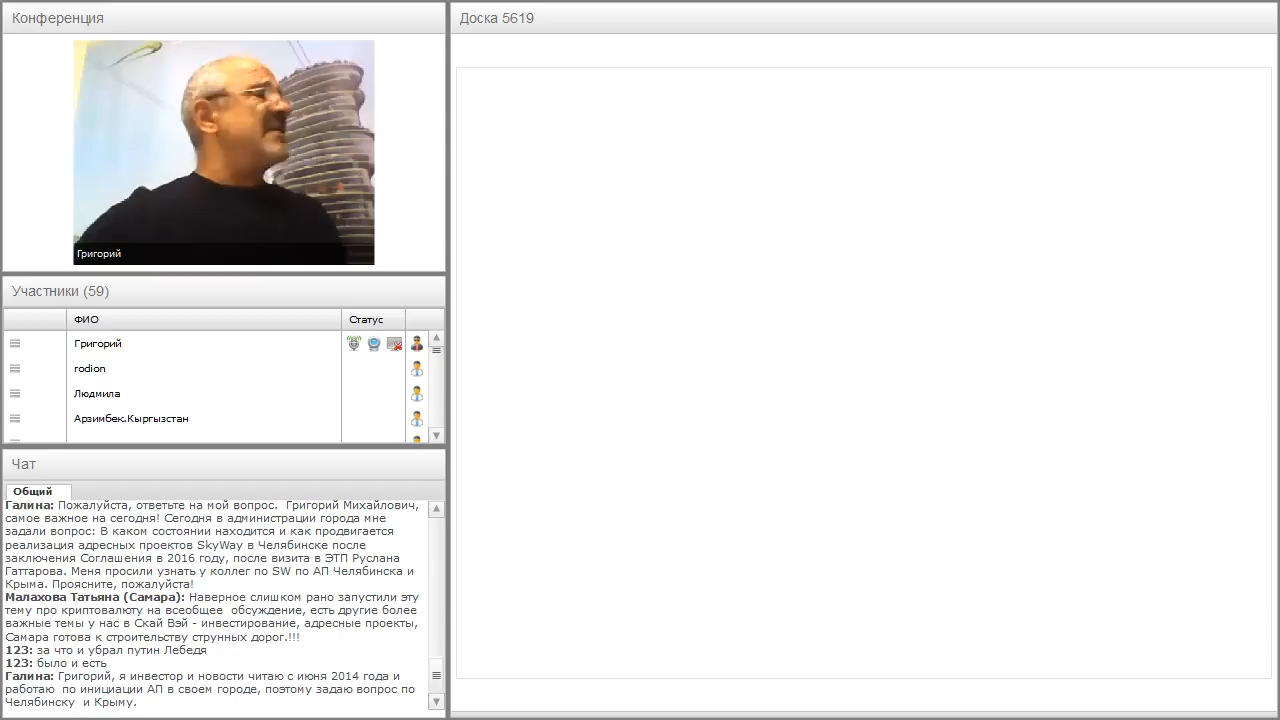 Конференция
Доска 5619
Григорий
Участники (59)
ФИО
Статус
Григорий
rodion
Людмила
Арзимбек.Кыргызстан
Чат
Общий
Галина: Пожалуйста, ответьте на мой вопрос. Григорий Михайлович,
самое важное на сегодня! Сегодня в администрации города мне
задали вопрос: В каком состоянии находится и как продвигается
реализация адресных проектов SkyWay в Челябинске после
заключения Соглашения в 2016 году, после визита в ЭТП Руслана
Гаттарова. Меня просили узнать у коллег по SW по АП Челябинска и
Крыма. Проясните, пожалуйста!
Малахова Татьяна (Самара): Наверное слишком рано запустили эту
тему про криптовалюту на всеобщее обсуждение, есть другие более
важные темы у нас в Скай Вэй - инвестирование, адресные проекты,
Самара готова к строительству струнных дорог.!!!
123: за что и убрал путин Лебедя
123: было и есть
Галина: Григорий, я инвестор и новости читаю с июня 2014 года и
работаю по инициации АП в своем городе, поэтому задаю вопрос по
Челябинску и Крыму.